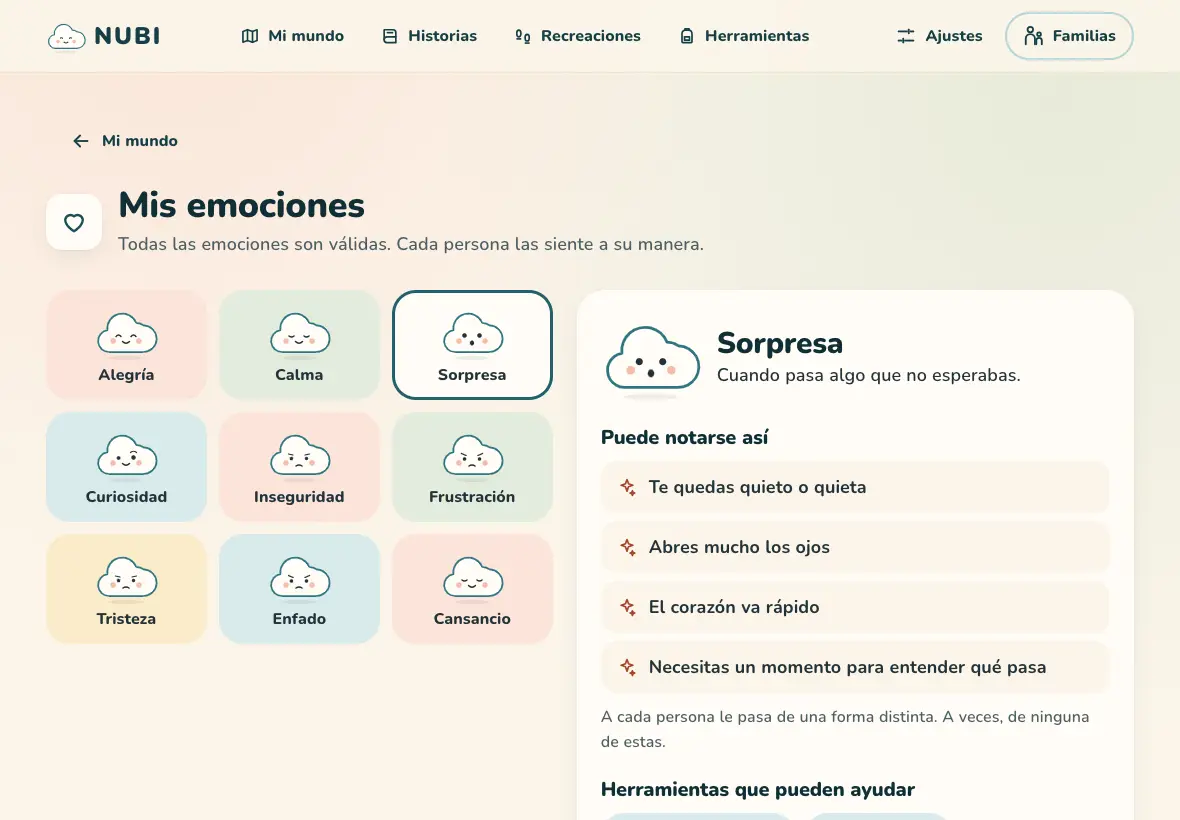 NUBI
Mi mundo
Historias
Recreaciones
Herramientas
Ajustes
Familias
Mi mundo
Mis emociones
Todas las emociones son válidas. Cada persona las siente a su manera.
Alegría
Calma
Sorpresa
Curiosidad
Inseguridad
Frustración
Tristeza
Enfado
Cansancio
Sorpresa
Cuando pasa algo que no esperabas.
Puede notarse así
Te quedas quieto o quieta
Abres mucho los ojos
El corazón va rápido
Necesitas un momento para entender qué pasa
A cada persona le pasa de una forma distinta. A veces, de ninguna
de estas.
Herramientas que pueden ayudar